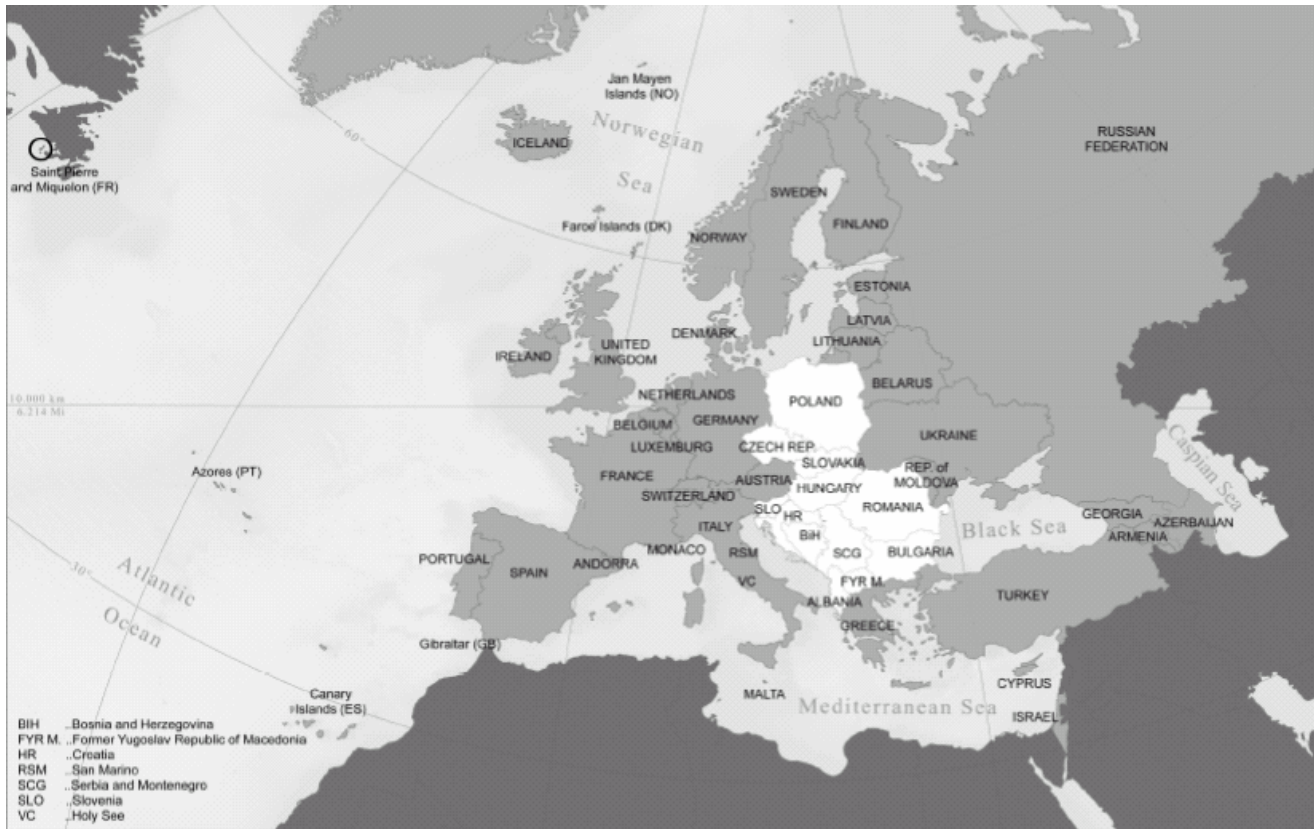 Jan Mayen
Islands (NO)
Norwegian
Sea
60°
ICELAND
RUSSIAN
FEDERATION
Saint Pierre
and Miquelon (FR)
SWEDEN
FINLAND
Faroe Islands (DK)
NORWAY
ESTONIA
LATVIA
DENMARK
LITHUANIA
IRELAND
UNITED
KINGDOM
BELARUS
NETHERLANDS
POLAND
10.000 km
6.214 Mi
GERMANY
BELGIUM
UKRAINE
LUXEMBURG
CZECH REP.
SLOVAKIA
Caspian Sea
Azores (PT)
FRANCE
AUSTRIA
REP. of
MOLDOVA
HUNGARY
SWITZERLAND
SLO
HR
ROMANIA
GEORGIA
AZERBAIJAN
ARMENIA
ITALY
BiH
Black Sea
MONACO
RSM
SCG
BULGARIA
PORTUGAL
SPAIN
ANDORRA
VC
FYR M.
30°
Atlantic
Ocean
ALBANIA
TURKEY
GREECE
Gibraltar (GB)
CYPRUS
MALTA
Mediterranean Sea
ISRAEL
Canary
Islands (ES)
BIH ..Bosnia and Herzegovina
FYR M. ..Former Yugoslav Republic of Macedonia
HR ..Croatia
RSM ..San Marino
SCG ..Serbia and Montenegro
SLO ..Slovenia
VC ..Holy See